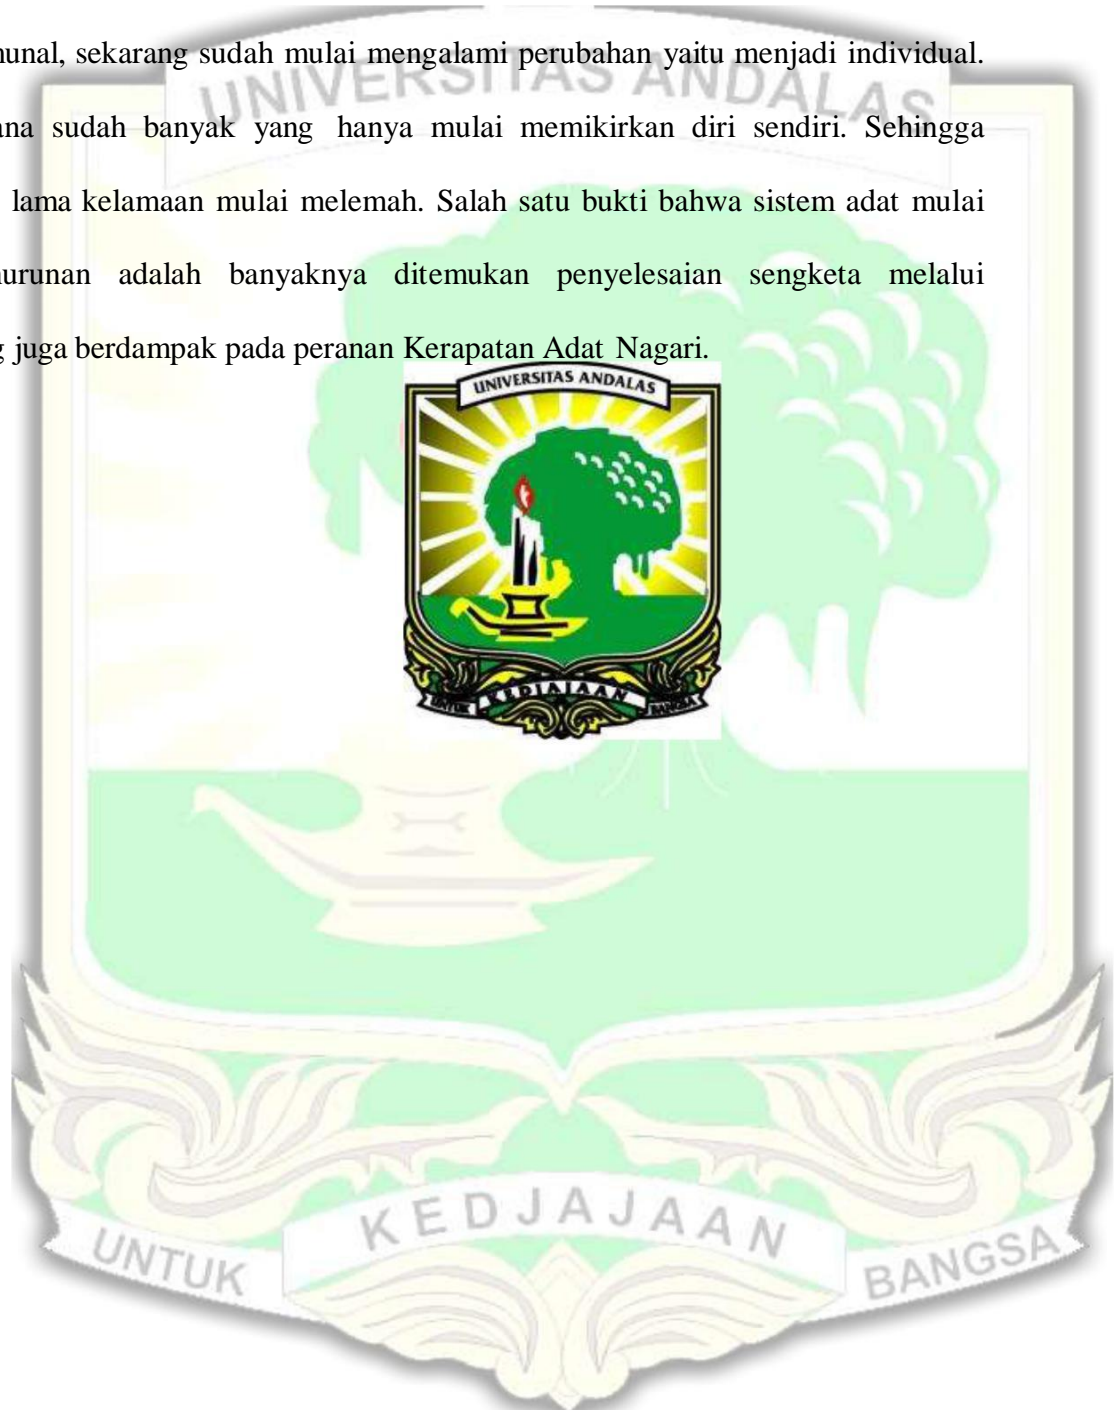 munal, sekarang sudah mulai mengalami perubahan yaitu menjadi individual.
ana sudah banyak yang hanya mulai memikirkan diri sendiri. Sehingga
lama kelamaan mulai melemah. Salah satu bukti bahwa sistem adat mulai
urunan adalah banyaknya ditemukan penyelesaian sengketa melalui
g juga berdampak pada peranan Kerapatan Adat Nagari.
UNIVERSITAS ANDALAS
UNIVERSITAS ANDALAS
UNTUK KEDJAJAAN BANGSA
UNTUK KEDJAJAAN BANGSA